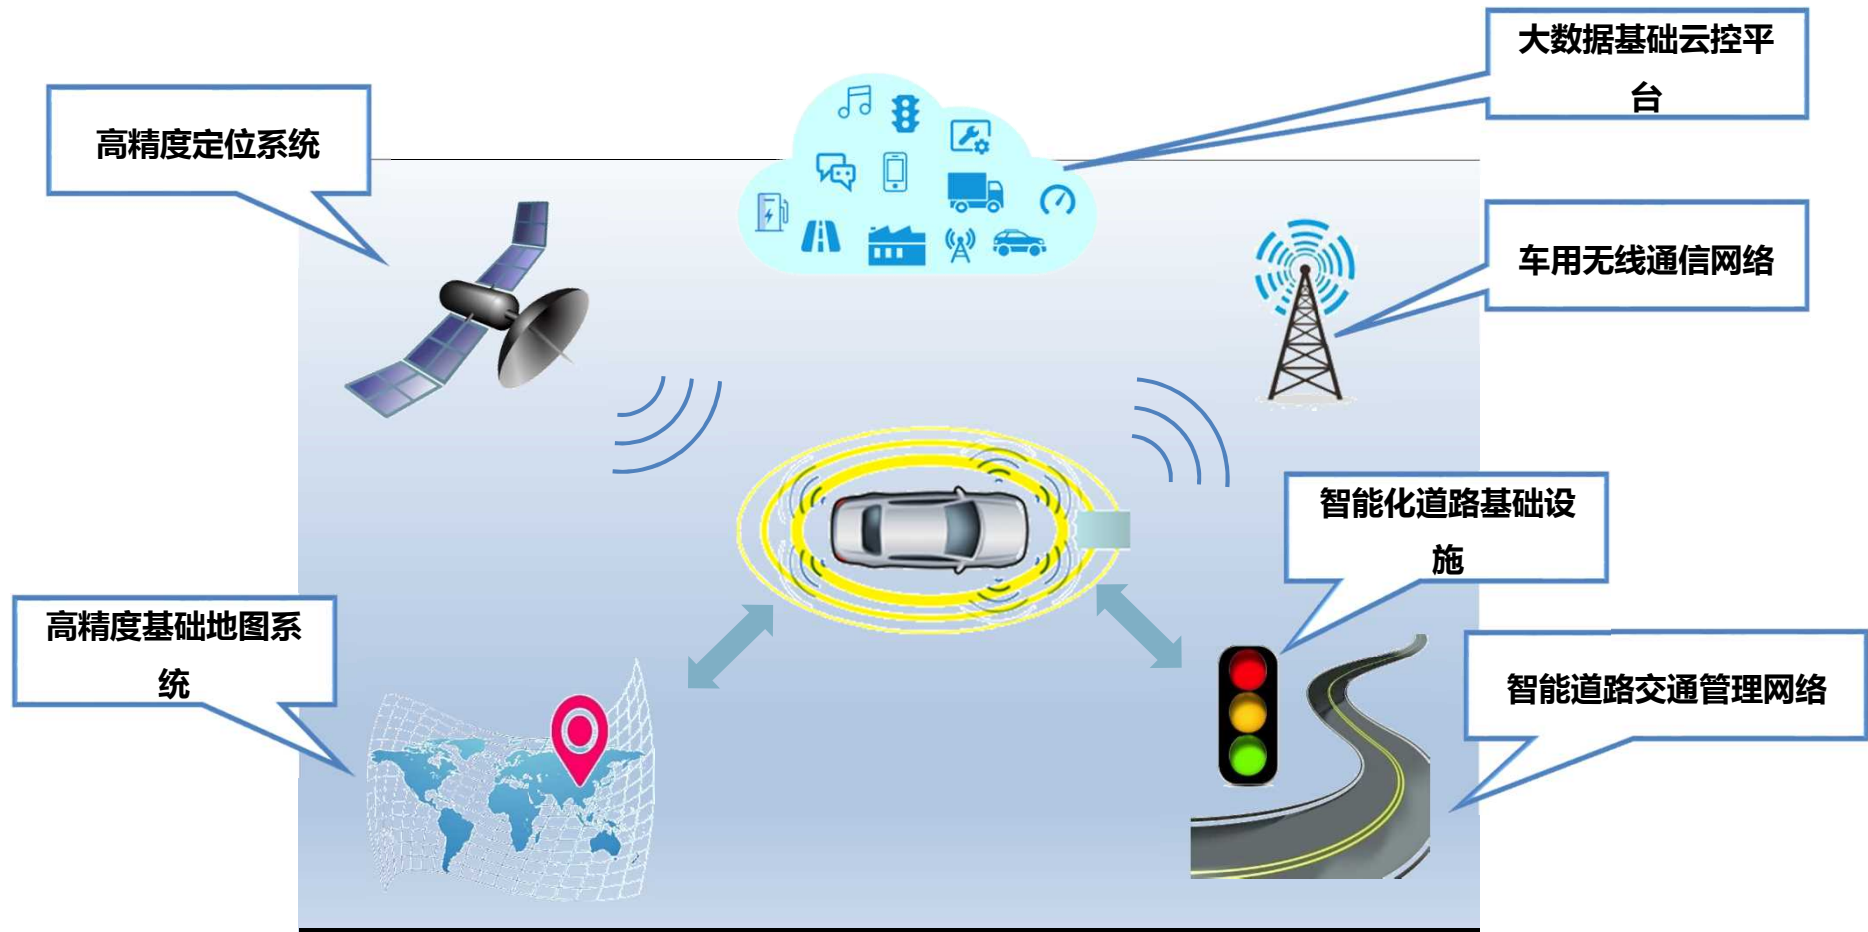 大数据基础云控平
台
高精度定位系统
车用无线通信网络
智能化道路基础设
施
高精度基础地图系
统
智能道路交通管理网络